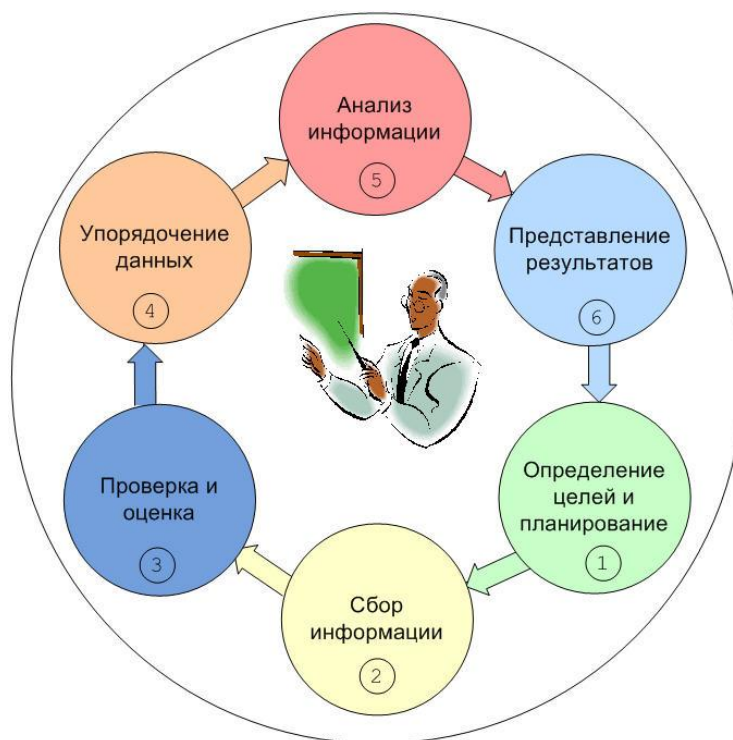 Анализ
информации
5
Представление
результатов
6
Определение
целей и
планирование
1
Сбор
информации
2
Проверка и
оценка
3
Упорядочение
данных
4